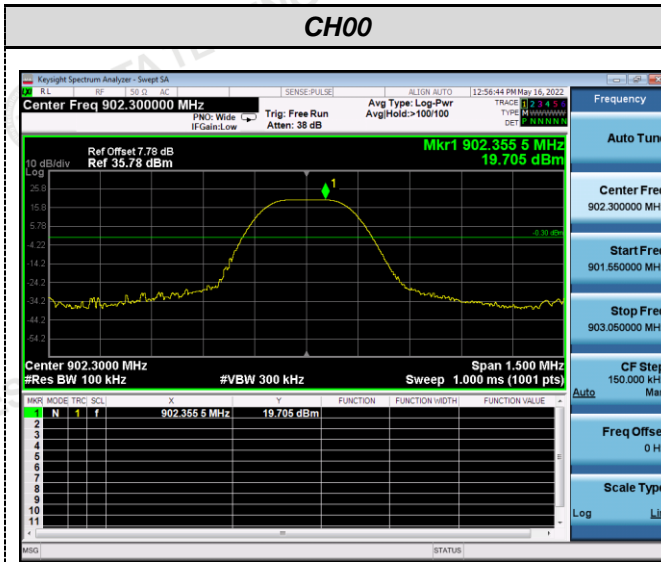 CH00
Keysight Spectrum Analyzer - Swept SA
RL RF 50 Ω AC SENSE:PULSE ALIGN AUTO 12:56:44 PM May 16, 2022
Center Freq 902.300000 MHz
PNO: Wide
IFGain:Low
Trig: Free Run
Atten: 38 dB
Avg Type: Log-Pwr
Avg|Hold:>100/100
TRACE 1 2 3 4 5 6
TYPE M WWWWW
DET P N N N N N
Frequency
Auto Tune
Center Freq
902.300000 MHz
Start Freq
901.550000 MHz
Stop Freq
903.050000 MHz
CF Step
150.000 kHz
Auto Man
Freq Offset
0 Hz
Scale Type
Log Lin
Ref Offset 7.78 dB
10 dB/div Ref 35.78 dBm
Log
Mkr1 902.355 5 MHz
19.705 dBm
1
25.8
15.8
5.78
-4.22
-14.2
-24.2
-34.2
-44.2
-54.2
-0.30 dBm
Center 902.3000 MHz Span 1.500 MHz
#Res BW 100 kHz #VBW 300 kHz Sweep 1.000 ms (1001 pts)
MKR MODE TRC SCL X Y FUNCTION FUNCTION WIDTH FUNCTION VALUE
1 N 1 f 902.355 5 MHz 19.705 dBm
2
3
4
5
6
7
8
9
10
11
MSG STATUS